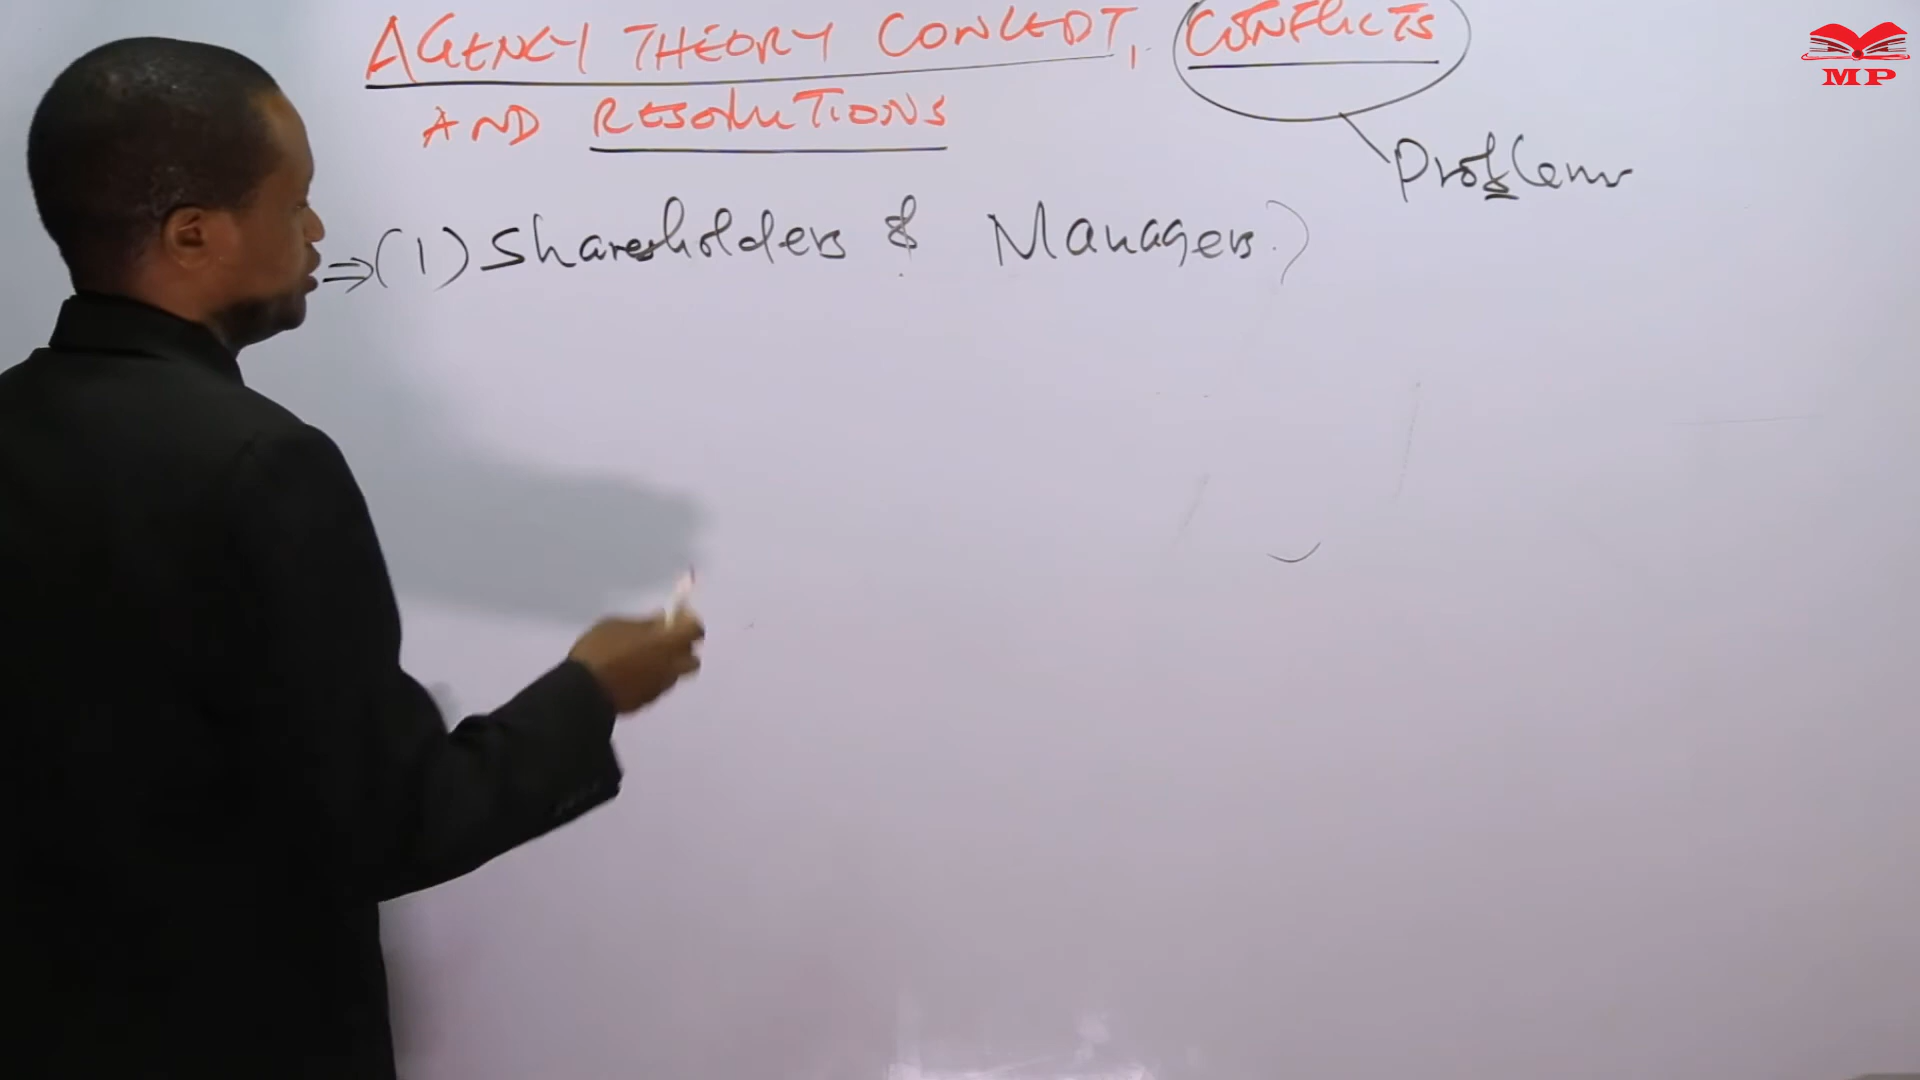 AGENCY THEORY CONCEPT, CONFLICTS
AND RESOLUTIONS
Problem
⇒(1) Shareholders & Managers.)
MP